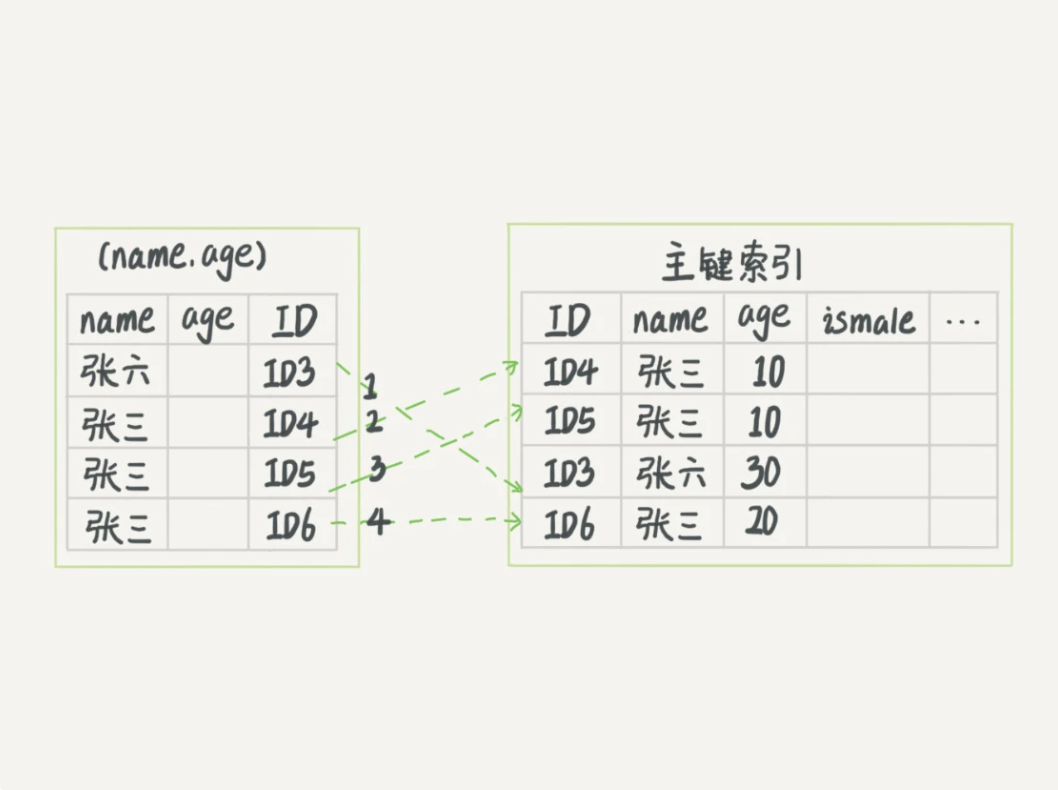 (name.age)
name age ID
张六 ID3
张三 ID4
张三 ID5
张三 ID6
1
2
3
4
主键索引
ID name age ismale ...
ID4 张三 10
ID5 张三 10
ID3 张六 30
ID6 张三 20